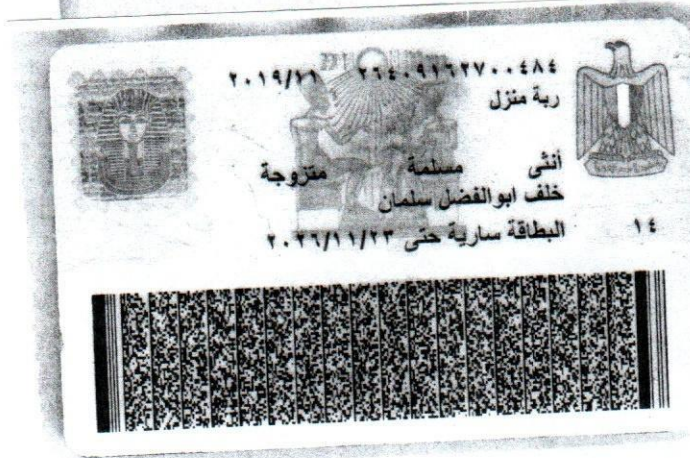 ٢٦٤٠٩١٦٢٧٠٠٤٨٤ ٢٠١٩/١١
ربة منزل
أنثى مسلمة متزوجة
خلف ابوالفضل سلمان
البطاقة سارية حتى ٢٠٢٦/١١/٢٣ ١٤